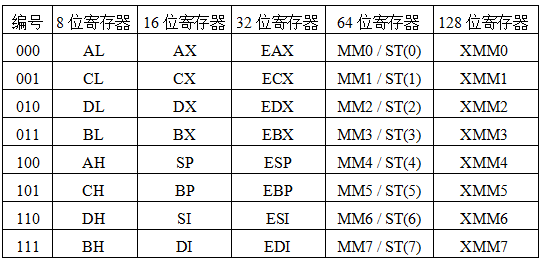 编号 8 位寄存器 16 位寄存器 32 位寄存器 64 位寄存器 128 位寄存器
000 AL AX EAX MM0 / ST(0) XMM0
001 CL CX ECX MM1 / ST(1) XMM1
010 DL DX EDX MM2 / ST(2) XMM2
011 BL BX EBX MM3 / ST(3) XMM3
100 AH SP ESP MM4 / ST(4) XMM4
101 CH BP EBP MM5 / ST(5) XMM5
110 DH SI ESI MM6 / ST(6) XMM6
111 BH DI EDI MM7 / ST(7) XMM7